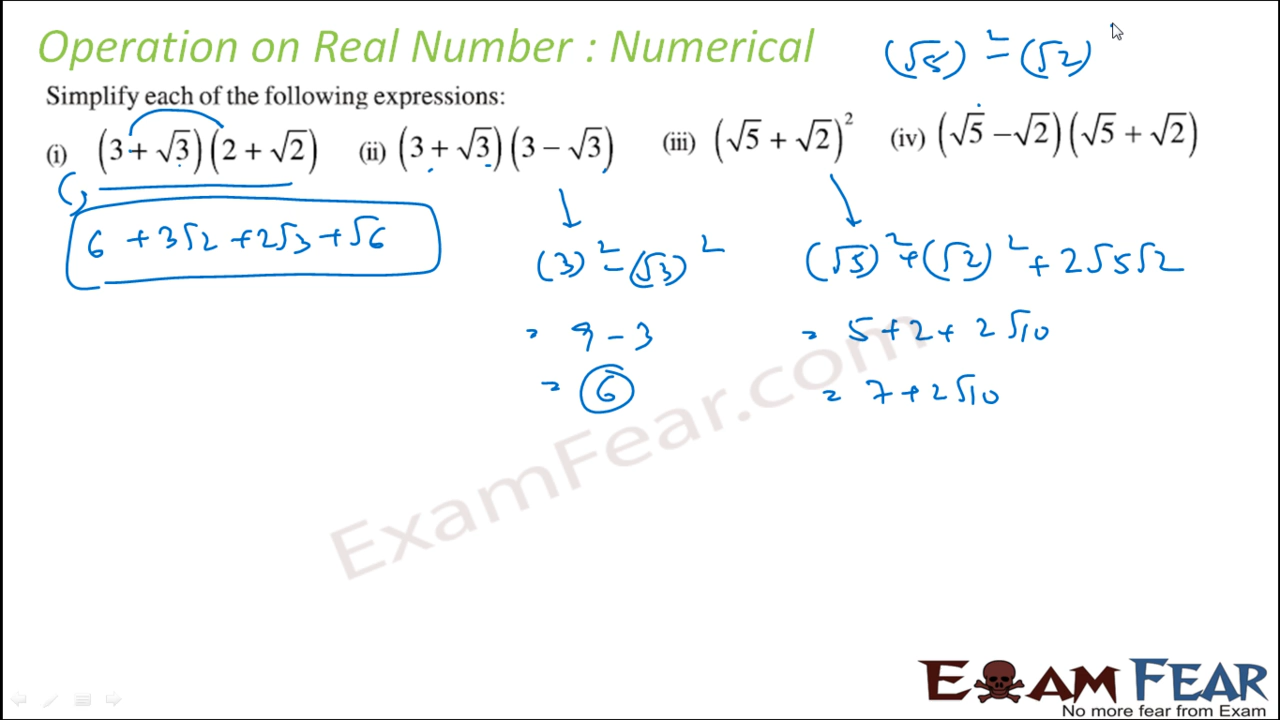 Operation on Real Number : Numerical
(√5)² - (√2)
Simplify each of the following expressions:
(i) (3 + √3)(2 + √2) (ii) (3 + √3)(3 − √3) (iii) (√5 + √2)² (iv) (√5 − √2)(√5 + √2)
6 + 3√2 + 2√3 + √6
(3)² - (√3)²
= 9 - 3
= 6
(√5)² + (√2)² + 2√5√2
= 5 + 2 + 2√10
= 7 + 2√10
ExamFear.com
EXAM FEAR
No more fear from Exam